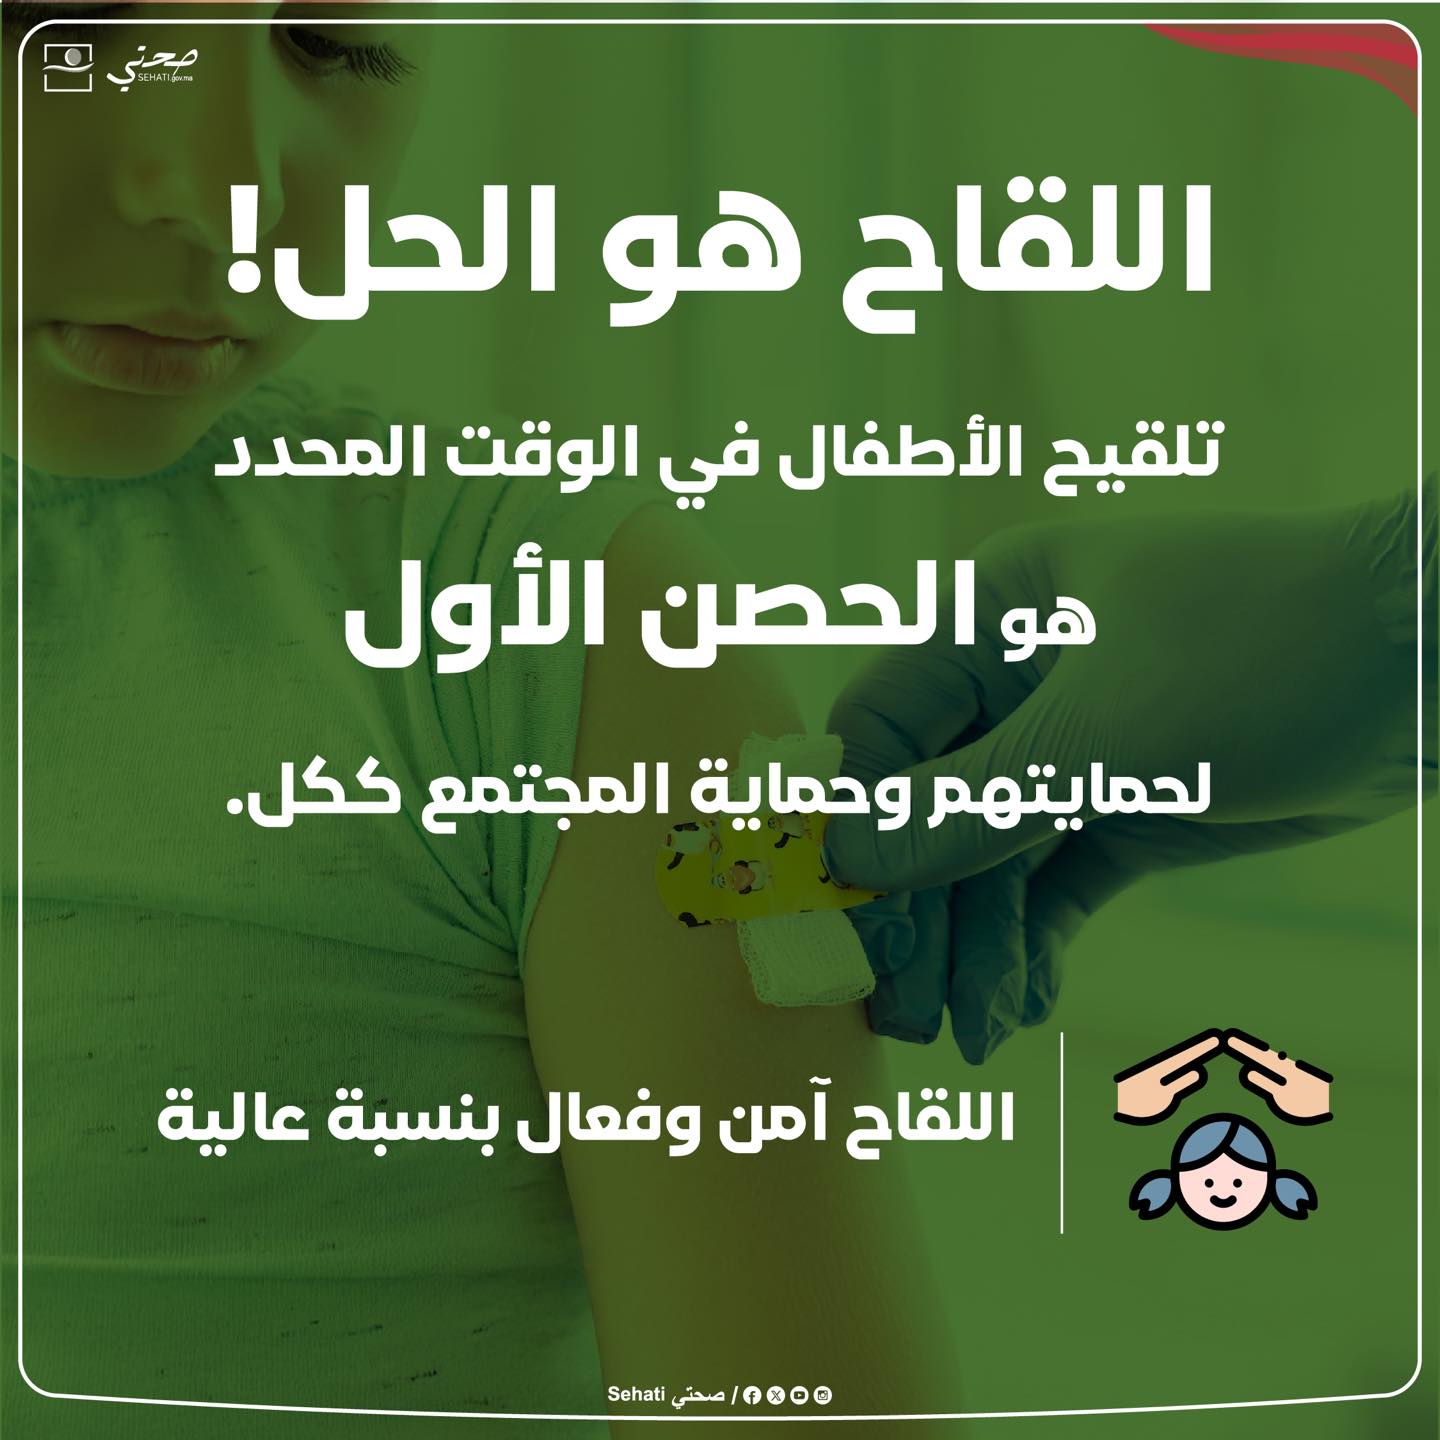 صحتي
SEHATI.gov.ma
اللقاح هو الحل!
تلقيح الأطفال في الوقت المحدد
هو الحصن الأول
لحمايتهم وحماية المجتمع ككل.
اللقاح آمن وفعال بنسبة عالية
Sehati صحتي /